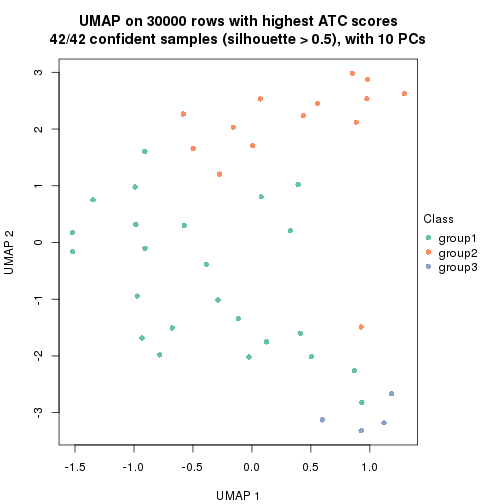 UMAP on 30000 rows with highest ATC scores
42/42 confident samples (silhouette > 0.5), with 10 PCs
3
2
1
0
-1
-2
-3
UMAP 2
-1.5
-1.0
-0.5
0.0
0.5
1.0
UMAP 1
Class
group1
group2
group3